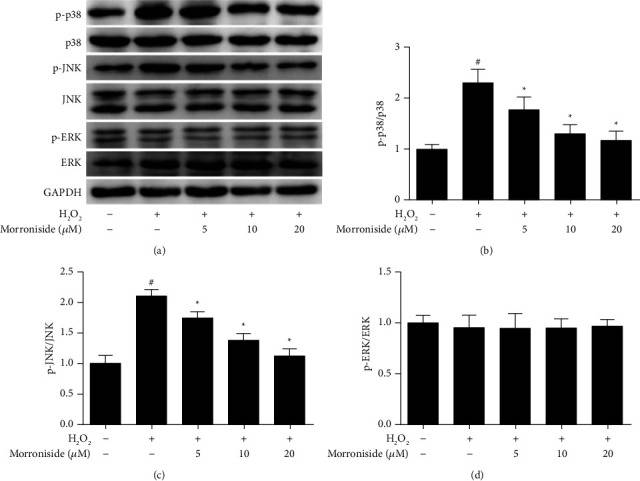 p-p38
p38
p-JNK
JNK
p-ERK
ERK
GAPDH
H₂O₂ – + + + +
Morroniside (μM) – – 5 10 20
(a)
p-p38/p38
3
2
1
0
# * * *
H₂O₂ – + + + +
Morroniside (μM) – – 5 10 20
(b)
p-JNK/JNK
2.5
2.0
1.5
1.0
0.5
0.0
# * * *
H₂O₂ – + + + +
Morroniside (μM) – – 5 10 20
(c)
p-ERK/ERK
1.5
1.0
0.5
0.0
H₂O₂ – + + + +
Morroniside (μM) – – 5 10 20
(d)